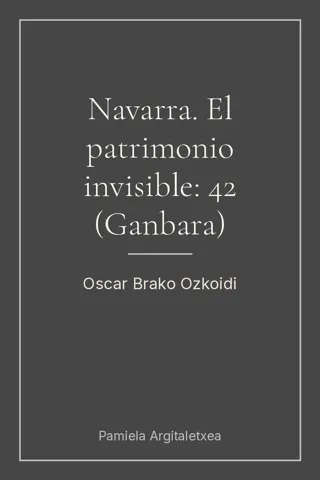 Navarra. El
patrimonio
invisible: 42
(Ganbara)
Oscar Brako Ozkoidi
Pamiela Argitaletxea